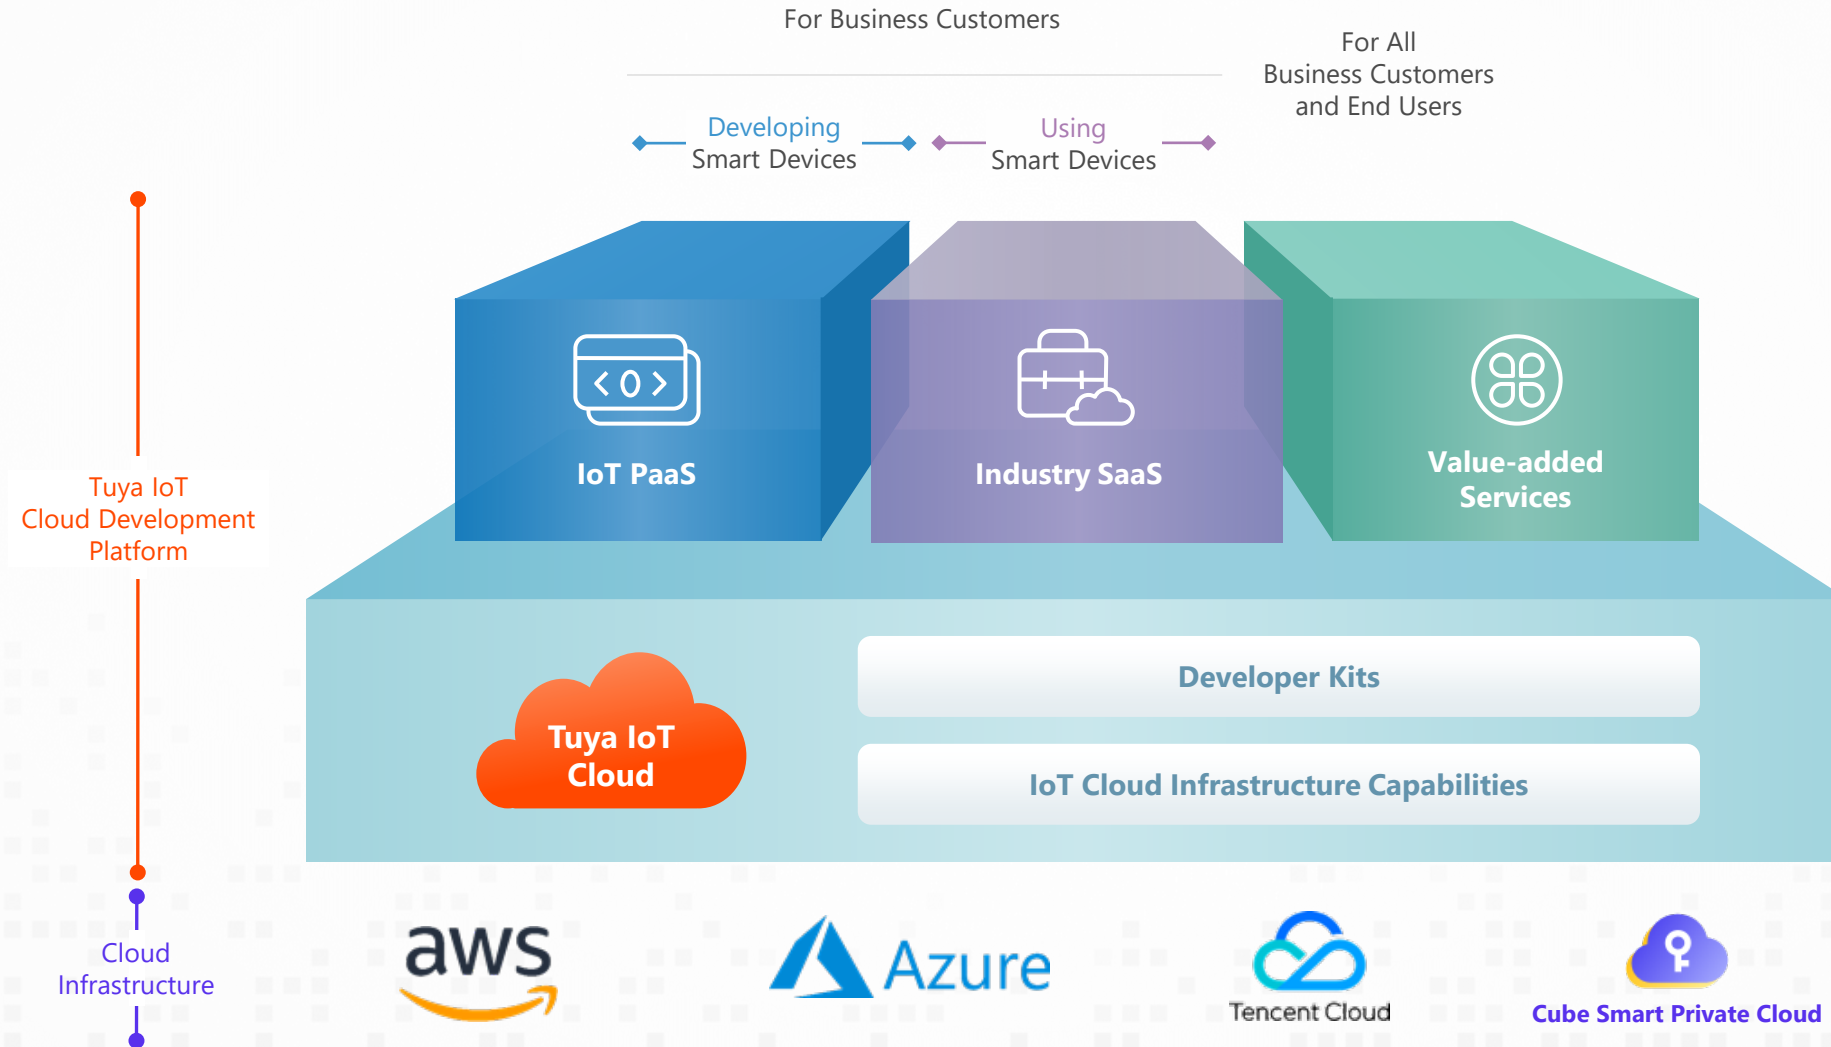 For Business Customers
For All
Business Customers
and End Users
Developing
Smart Devices
Using
Smart Devices
IoT PaaS
Industry SaaS
Value-added
Services
Tuya IoT
Cloud Development
Platform
Developer Kits
Tuya IoT
Cloud
IoT Cloud Infrastructure Capabilities
Cloud
Infrastructure
aws
Azure
Tencent Cloud
Cube Smart Private Cloud